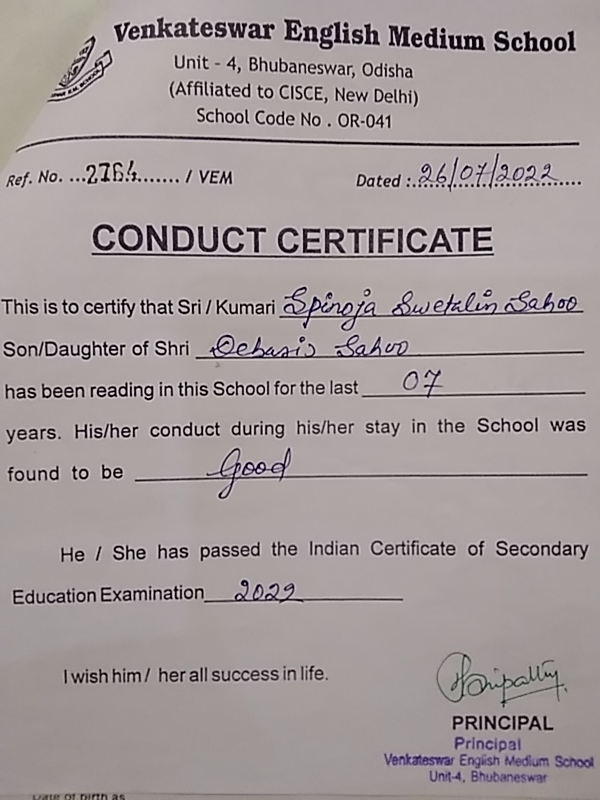 Venkateswar English Medium School
Unit - 4, Bhubaneswar, Odisha
(Affiliated to CISCE, New Delhi)
School Code No . OR-041
Ref. No. ...2764....... / VEM Dated :.26/07/2022
CONDUCT CERTIFICATE
This is to certify that Sri / Kumari Spinoja Swetalin Sahoo
Son/Daughter of Shri Debasis Sahoo
has been reading in this School for the last 07
years. His/her conduct during his/her stay in the School was
found to be Good
He / She has passed the Indian Certificate of Secondary
Education Examination 2022
I wish him / her all success in life.
PRINCIPAL
Principal
Venkateswar English Medium School
Unit-4, Bhubaneswar
Date of birth as